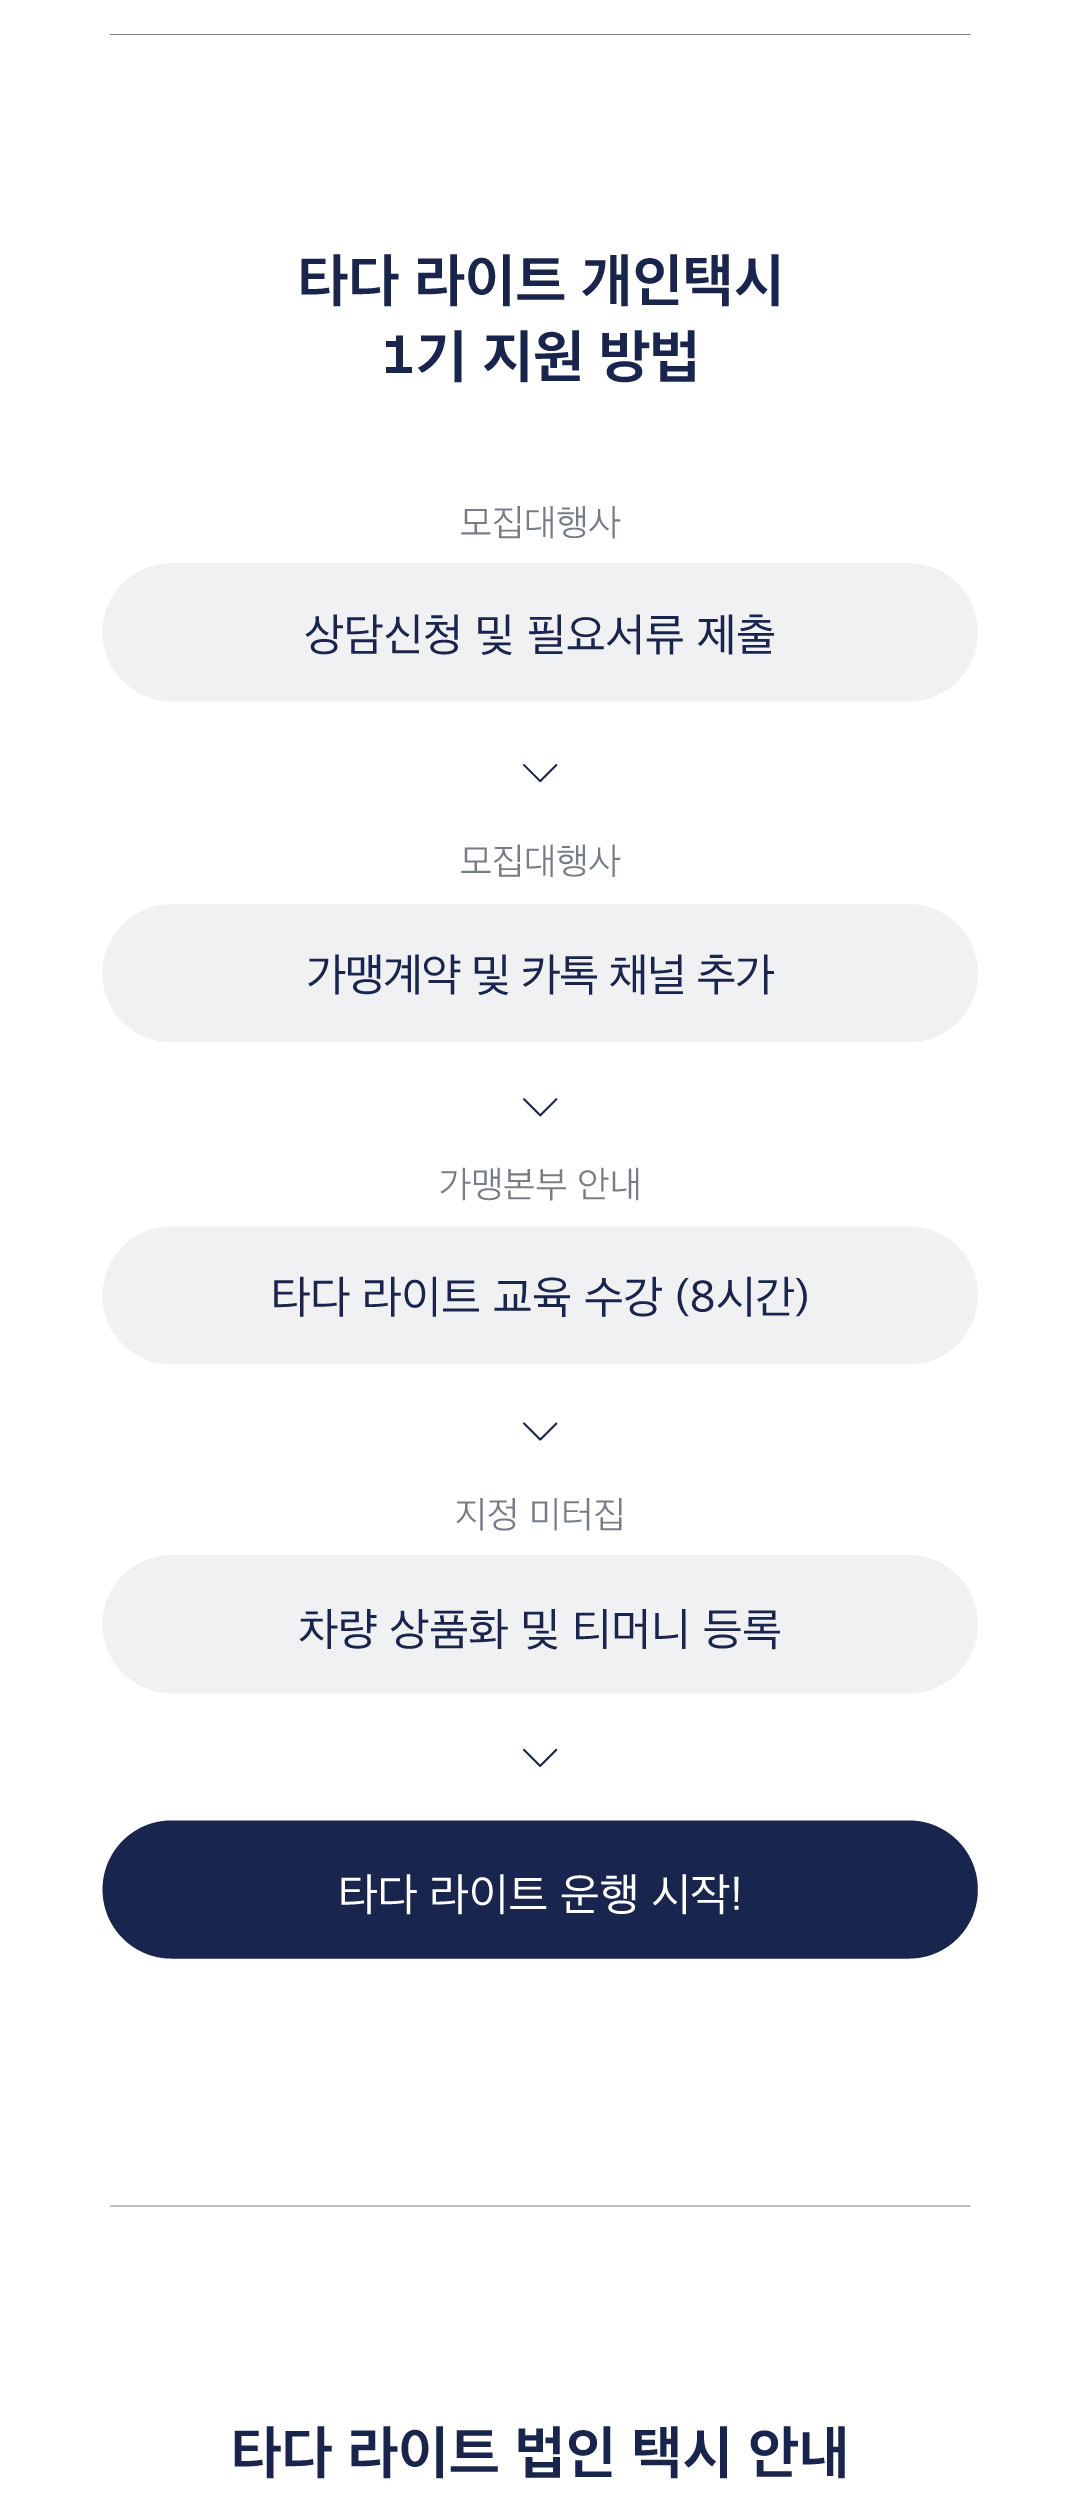 타다 라이트 개인택시
1기 지원 방법
모집대행사
상담신청 및 필요서류 제출
모집대행사
가맹계약 및 카톡 채널 추가
가맹본부 안내
타다 라이트 교육 수강 (8시간)
지정 미터집
차량 상품화 및 티머니 등록
타다 라이트 운행 시작!
타다 라이트 법인 택시 안내